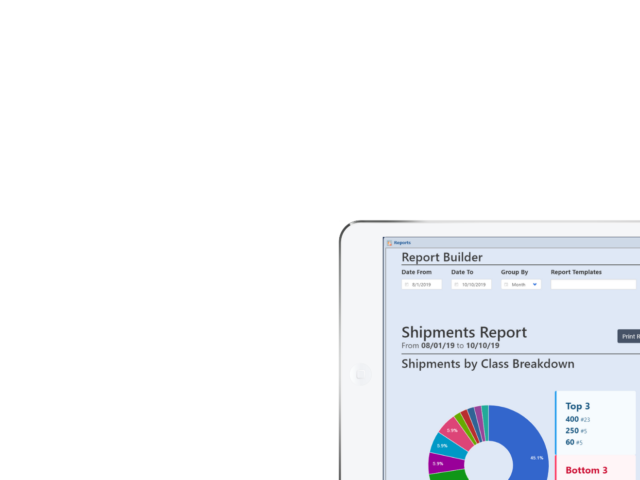 Reports
Report Builder
Date From Date To Group By Report Templates
8/1/2019 10/10/2019 Month
Shipments Report
Print
From 08/01/19 to 10/10/19
Shipments by Class Breakdown
Top 3
400 #23
250 #5
60 #5
5.9%
5.9%
45.1%
3.9%
Bottom 3